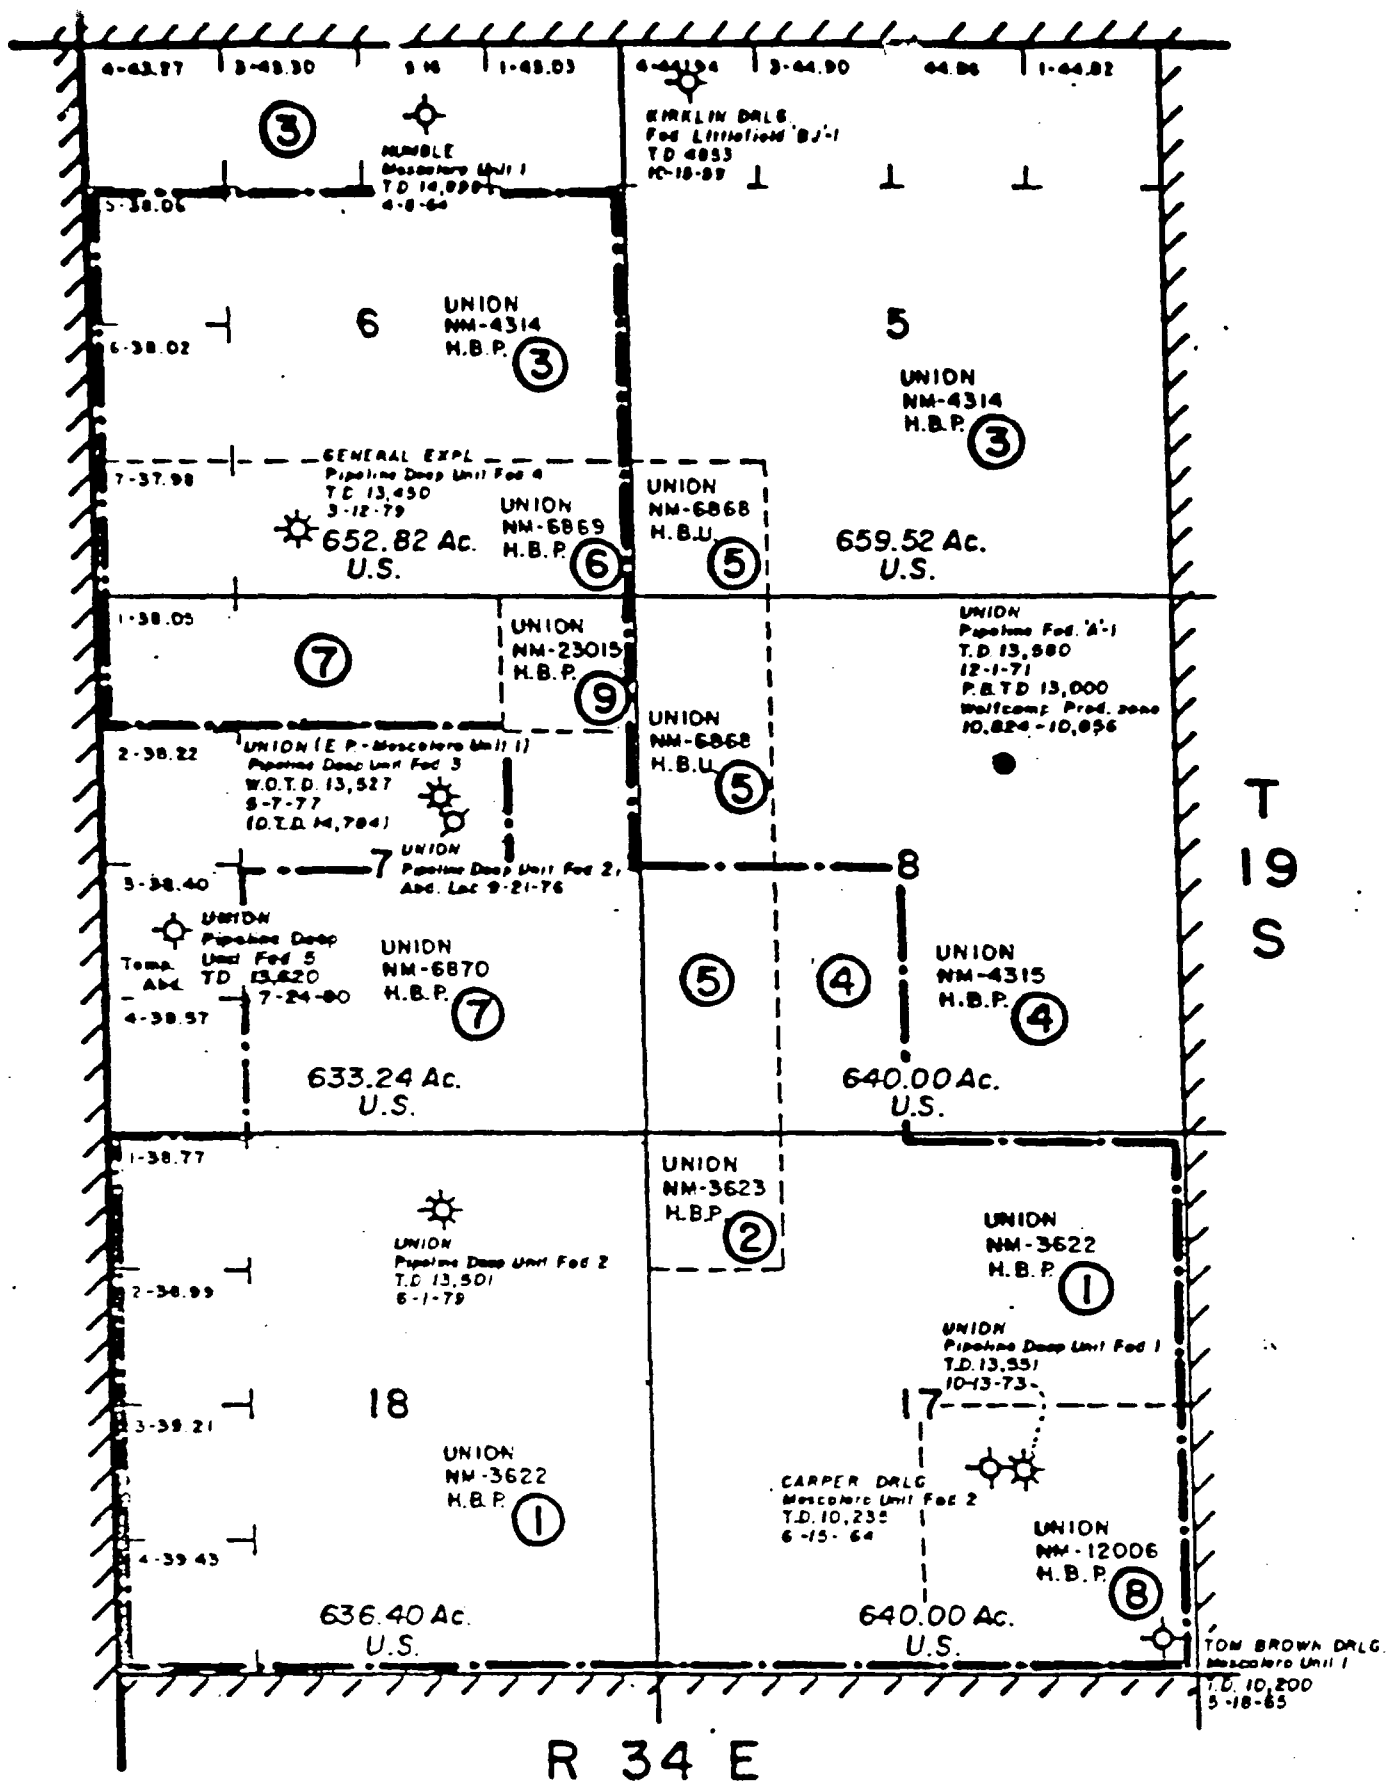 4-43.27 3-43.30 1-43.03 3-44.90 44.86 1-44.82
3
HUMBLE
Mescalero Unit 1
4-8-64
KIRKLIN DRLG.
Fed. Littlefield 'BJ'-1
T.D. 4853
5-38.06
6-38.02
6
UNION
NM-4314
H.B.P.
3
5
UNION
NM-4314
H.B.P.
3
7-37.98
GENERAL EXPL
Pipeline Deep Unit Fed 4
T.D. 13,450
3-12-79
UNION
NM-6869
H.B.P.
6
652.82 Ac.
U.S.
UNION
NM-6868
H.B.U.
5
659.52 Ac.
U.S.
1-38.05
7
UNION
NM-23015
H.B.P.
9
UNION
Pipeline Fed. 'A'-1
T.D. 13,580
12-1-71
P.B.T.D 13,000
Wolfcamp Prod. zone
10,824-10,856
UNION
NM-6868
H.B.U.
5
2-38.22
UNION (E.P.-Mescalero Unit 1)
Pipeline Deep Unit Fed 3
W.O.T.D. 13,527
5-7-77
(O.T.D. 14,784)
7
UNION
Pipeline Deep Unit Fed 2,
Abd. Loc 9-21-76
8
3-38.40
UNION
Pipeline Deep
Unit Fed 5
TD 13,620
7-24-80
Temp.
Abd.
4-38.57
UNION
NM-6870
H.B.P.
7
5
4
UNION
NM-4315
H.B.P.
4
633.24 Ac.
U.S.
640.00 Ac.
U.S.
T
19
S
1-38.77
UNION
Pipeline Deep Unit Fed 2
T.D. 13,501
6-1-79
UNION
NM-3623
H.B.P.
2
UNION
NM-3622
H.B.P.
1
2-38.99
UNION
Pipeline Deep Unit Fed 1
T.D. 13,551
10-13-73
3-39.21
18
17
UNION
NM-3622
H.B.P.
1
CARPER DRLG
Mescalero Unit Fed 2
T.D. 10,235
6-15-64
UNION
NM-12006
H.B.P.
8
4-39.43
636.40 Ac.
U.S.
640.00 Ac.
U.S.
TOM BROWN DRLG.
Mescalero Unit 1
T.D. 10,200
5-18-65
R 34 E